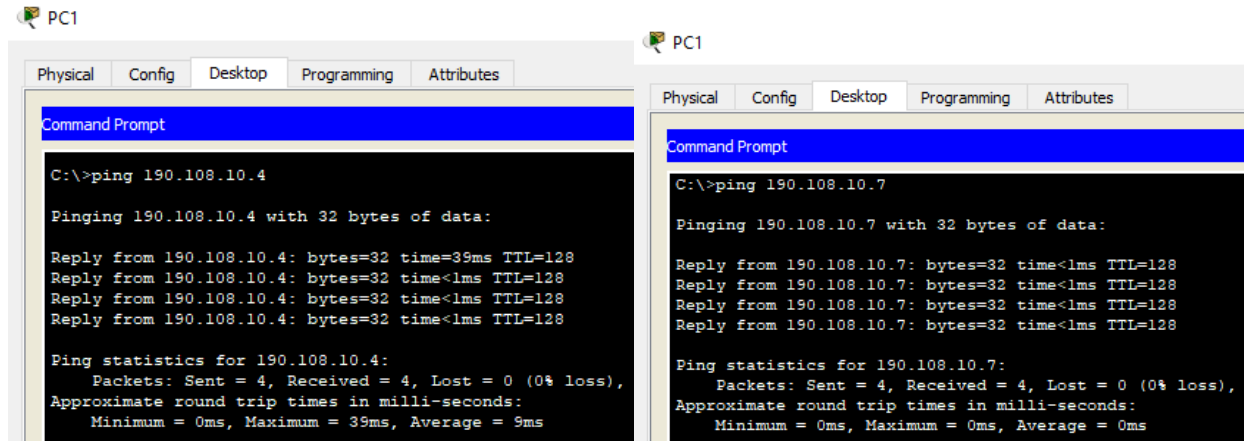 PC1
Physical Config Desktop Programming Attributes
Command Prompt
C:\>ping 190.108.10.4
Pinging 190.108.10.4 with 32 bytes of data:
Reply from 190.108.10.4: bytes=32 time=39ms TTL=128
Reply from 190.108.10.4: bytes=32 time<1ms TTL=128
Reply from 190.108.10.4: bytes=32 time<1ms TTL=128
Reply from 190.108.10.4: bytes=32 time<1ms TTL=128
Ping statistics for 190.108.10.4:
Packets: Sent = 4, Received = 4, Lost = 0 (0% loss),
Approximate round trip times in milli-seconds:
Minimum = 0ms, Maximum = 39ms, Average = 9ms
PC1
Physical Config Desktop Programming Attributes
Command Prompt
C:\>ping 190.108.10.7
Pinging 190.108.10.7 with 32 bytes of data:
Reply from 190.108.10.7: bytes=32 time<1ms TTL=128
Reply from 190.108.10.7: bytes=32 time<1ms TTL=128
Reply from 190.108.10.7: bytes=32 time<1ms TTL=128
Reply from 190.108.10.7: bytes=32 time<1ms TTL=128
Ping statistics for 190.108.10.7:
Packets: Sent = 4, Received = 4, Lost = 0 (0% loss),
Approximate round trip times in milli-seconds:
Minimum = 0ms, Maximum = 0ms, Average = 0ms